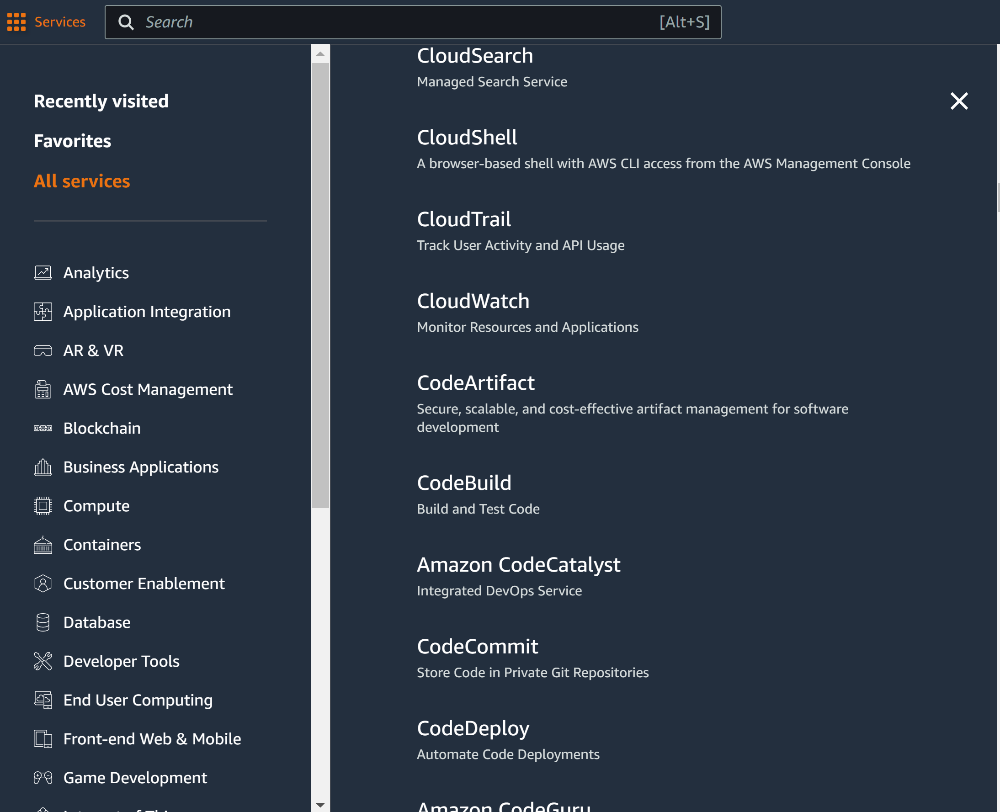 Services
Search
[Alt+S]
Recently visited
Favorites
All services
Analytics
Application Integration
AR & VR
AWS Cost Management
Blockchain
Business Applications
Compute
Containers
Customer Enablement
Database
Developer Tools
End User Computing
Front-end Web & Mobile
Game Development
CloudSearch
Managed Search Service
CloudShell
A browser-based shell with AWS CLI access from the AWS Management Console
CloudTrail
Track User Activity and API Usage
CloudWatch
Monitor Resources and Applications
CodeArtifact
Secure, scalable, and cost-effective artifact management for software
development
CodeBuild
Build and Test Code
Amazon CodeCatalyst
Integrated DevOps Service
CodeCommit
Store Code in Private Git Repositories
CodeDeploy
Automate Code Deployments
Amazon CodeGuru